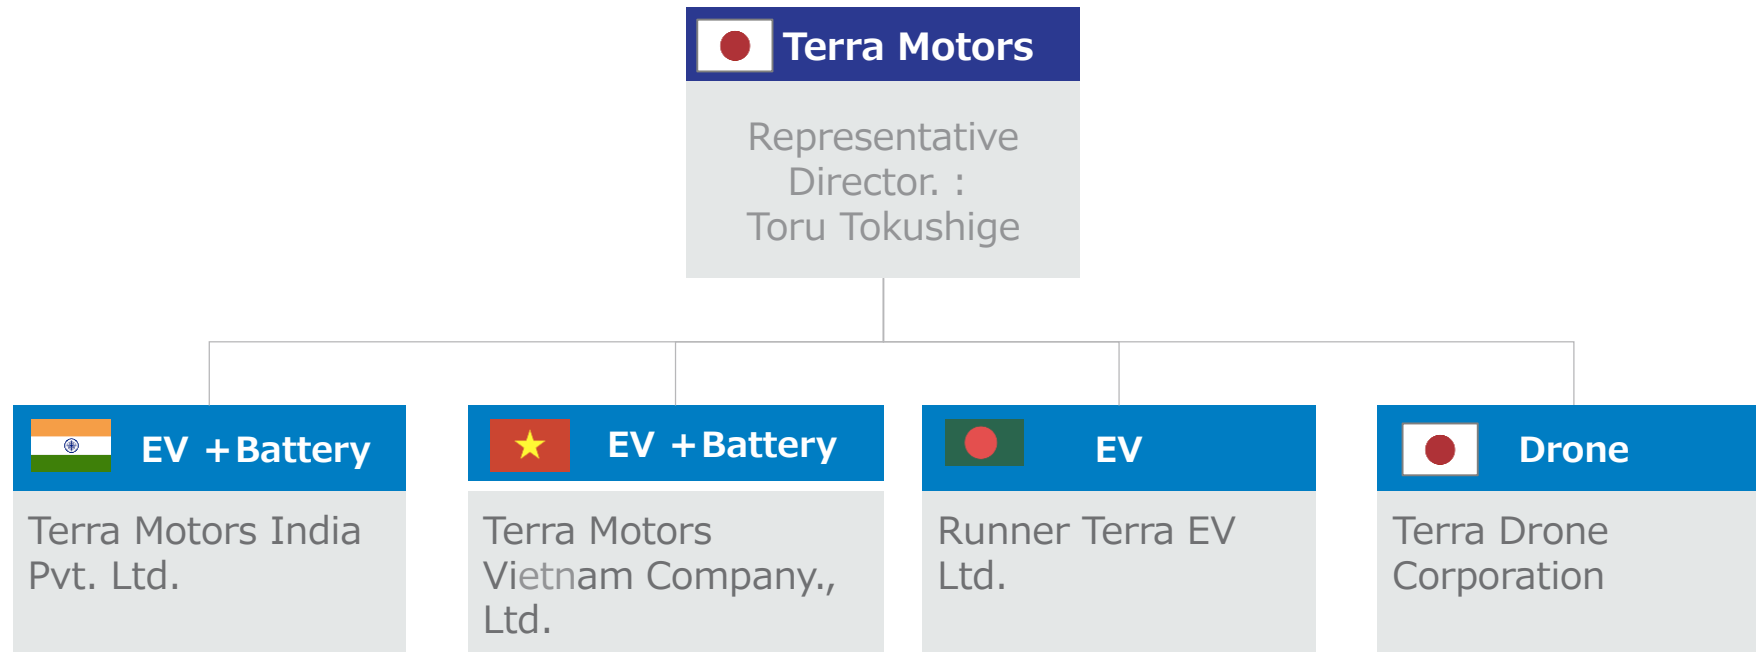 Terra Motors
Representative
Director. :
Toru Tokushige
EV +Battery
Terra Motors India
Pvt. Ltd.
EV +Battery
Terra Motors
Vietnam Company.,
Ltd.
EV
Runner Terra EV
Ltd.
Drone
Terra Drone
Corporation